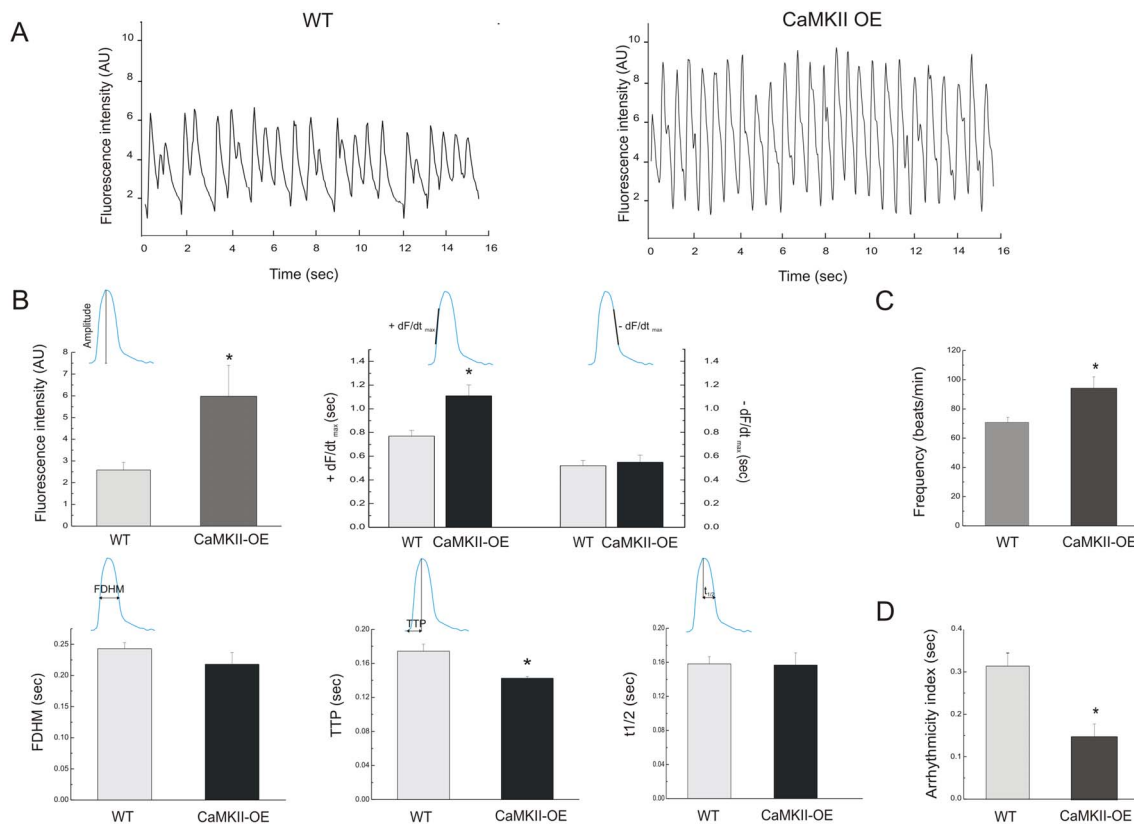 A
WT
CaMKII OE
Fluorescence intensity (AU)
10
8
6
4
2
0 2 4 6 8 10 12 14 16
Time (sec)
Fluorescence intensity (AU)
10
8
6
4
2
0 2 4 6 8 10 12 14 16
Time (sec)
B
Amplitude
Fluorescence intensity (AU)
8
7
6
5
4
3
2
1
0
*
WT CaMKII-OE
+ dF/dt max
- dF/dt max
+ dF/dt max (sec)
1.4
1.2
1.0
0.8
0.6
0.4
0.2
0.0
*
WT CaMKII-OE
WT CaMKII-OE
1.4
1.2
1.0
0.8
0.6
0.4
0.2
0.0
- dF/dt max (sec)
C
Frequency (beats/min)
120
100
80
60
40
20
0
*
WT CaMKII-OE
FDHM
FDHM (sec)
0.25
0.20
0.15
0.10
0.05
0.00
WT CaMKII-OE
TTP
TTP (sec)
0.20
0.16
0.12
0.08
0.04
0.00
*
WT CaMKII-OE
t1/2
t1/2 (sec)
0.20
0.16
0.12
0.08
0.04
0.00
WT CaMKII-OE
D
Arrhythmicity index (sec)
0.4
0.3
0.2
0.1
0.0
*
WT CaMKII-OE